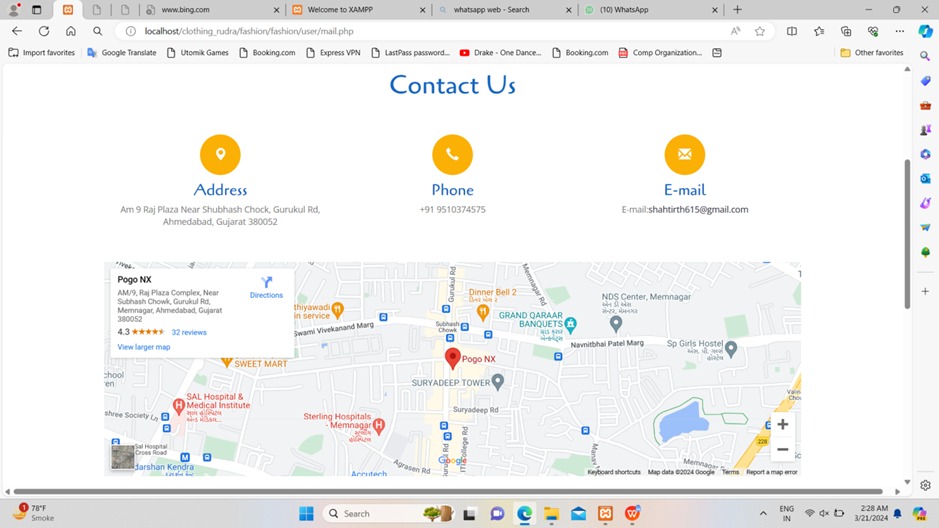 www.bing.com
Welcome to XAMPP
whatsapp web - Search
(10) WhatsApp
localhost/clothing_rudra/fashion/fashion/user/mail.php
Import favorites
Google Translate
Utomik Games
Booking.com
Express VPN
LastPass password...
Drake - One Dance...
Booking.com
Comp Organization...
Other favorites
Contact Us
Address
Phone
E-mail
Am 9 Raj Plaza Near Shubhash Chock, Gurukul Rd,
Ahmedabad, Gujarat 380052
+91 9510374575
E-mail:shahtirth615@gmail.com
Pogo NX
AM/9, Raj Plaza Complex, Near
Subhash Chowk, Gurukul Rd,
Memnagar, Ahmedabad, Gujarat
380052
Directions
4.3
32 reviews
View larger map
Gurukul Rd
Memnagar Rd
Dinner Bell 2
thiyawadi
n service
NDS Center, Memnagar
GRAND QARAAR
BANQUETS
Swami Vivekanand Marg
Subhash
Chowk
Navnitbhai Patel Marg
Sp Girls Hostel
Pogo NX
SWEET MART
SURYADEEP TOWER
chool
Suryadeep Rd
SAL Hospital &
Medical Institute
shree Society Ln
Sterling Hospitals -
Memnagar
Sal Hospital
Cross Road
Gurukul Rd
darshan Kendra
Agrasen Rd
Accutech
Google
228
Keyboard shortcuts
Map data ©2024 Google
Terms
Report a map error
1
78°F
Smoke
Search
ENG
IN
2:28 AM
3/21/2024